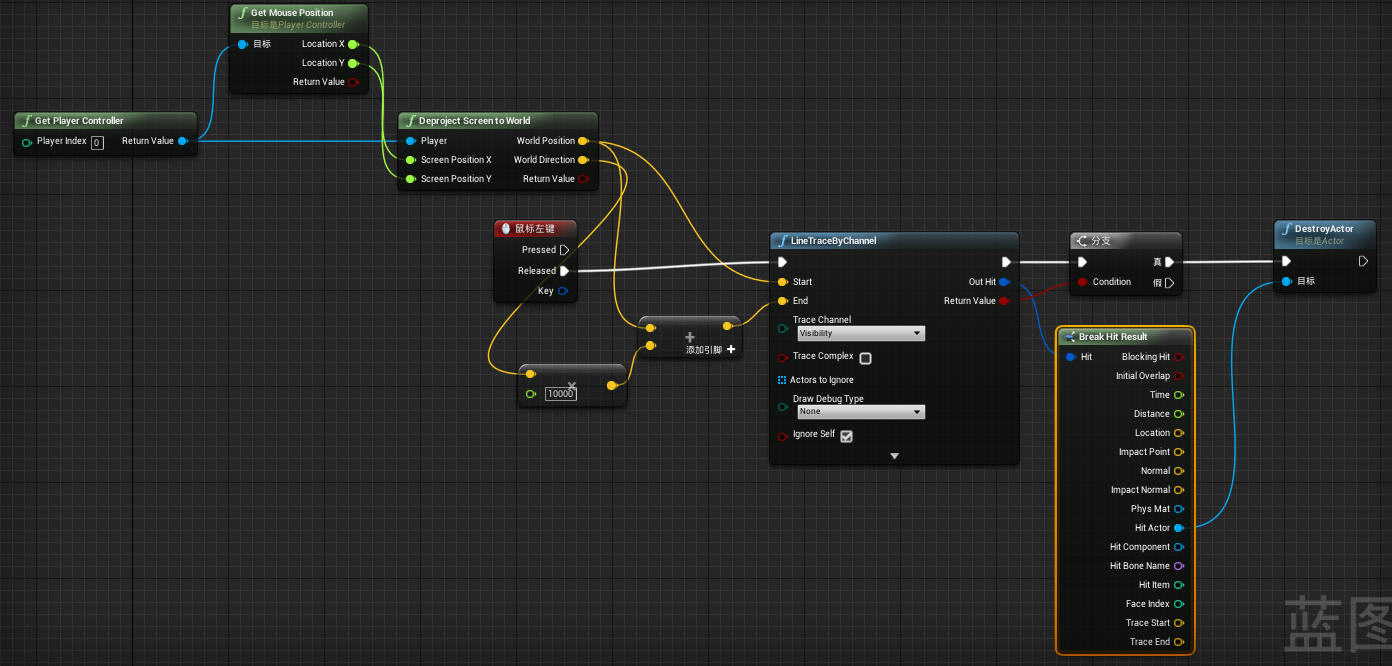 Get Mouse Position
目标是Player Controller
目标
Location X
Location Y
Return Value
Get Player Controller
Player Index 0
Return Value
Deproject Screen to World
Player
World Position
Screen Position X
World Direction
Screen Position Y
Return Value
鼠标左键
Pressed
Released
Key
添加引脚
10000
LineTraceByChannel
Start
Out Hit
End
Return Value
Trace Channel
Visibility
Trace Complex
Actors to Ignore
Draw Debug Type
None
Ignore Self
分支
真
Condition
假
DestroyActor
目标是Actor
目标
Break Hit Result
Hit
Blocking Hit
Initial Overlap
Time
Distance
Location
Impact Point
Normal
Impact Normal
Phys Mat
Hit Actor
Hit Component
Hit Bone Name
Hit Item
Face Index
Trace Start
Trace End
蓝图